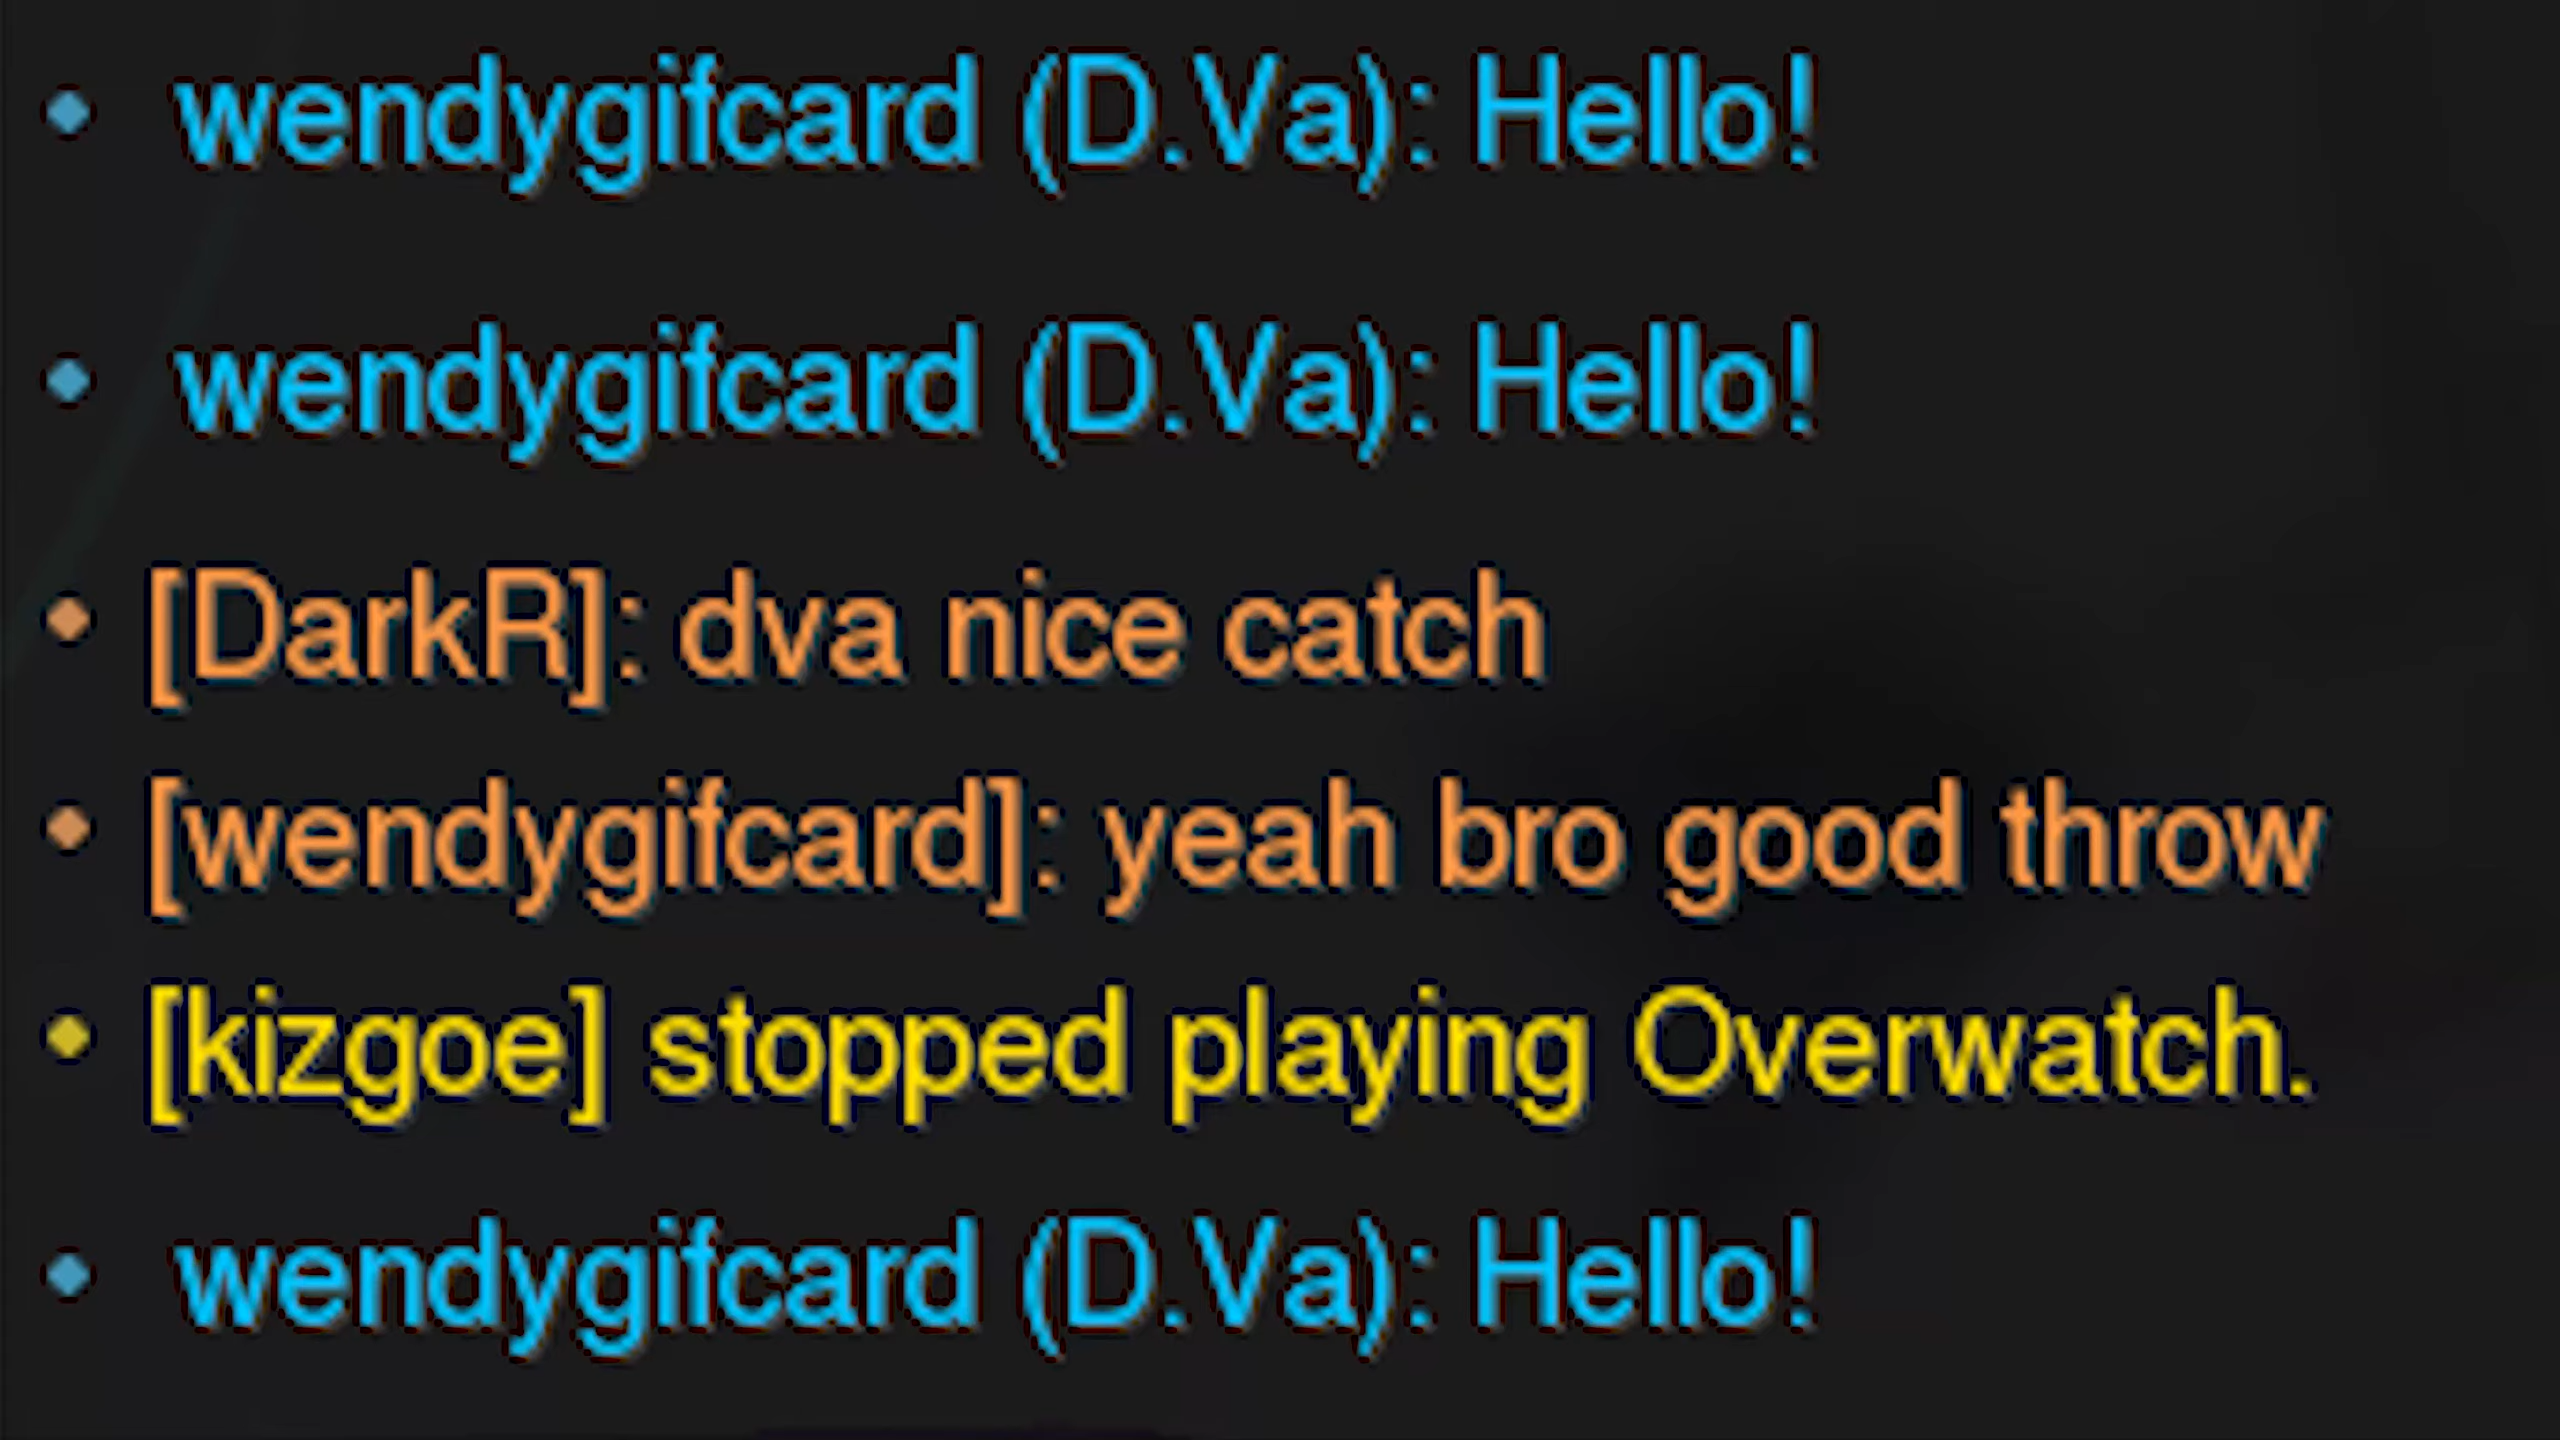 wendygifcard (D.Va): Hello!
wendygifcard (D.Va): Hello!
[DarkR]: dva nice catch
[wendygifcard]: yeah bro good throw
[kizgoe] stopped playing Overwatch.
wendygifcard (D.Va): Hello!